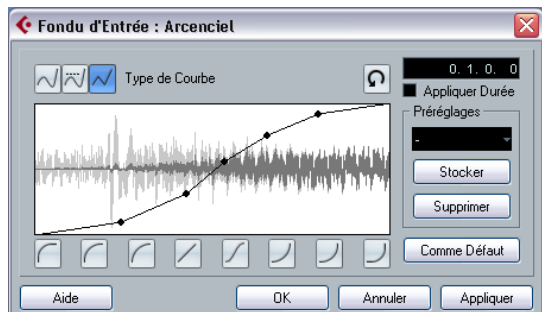 Fondu d'Entrée : Arcenciel
Type de Courbe
0. 1. 0. 0
Appliquer Durée
Préréglages
-
Stocker
Supprimer
Comme Défaut
Aide
OK
Annuler
Appliquer